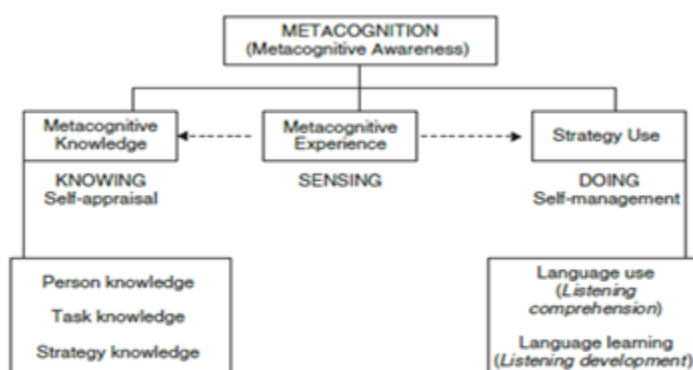 METACOGNITION
(Metacognitive Awareness)
Metacognitive
Knowledge
Metacognitive
Experience
Strategy Use
KNOWING
Self-appraisal
SENSING
DOING
Self-management
Person knowledge
Task knowledge
Strategy knowledge
Language use
(Listening
comprehension)
Language learning
(Listening development)